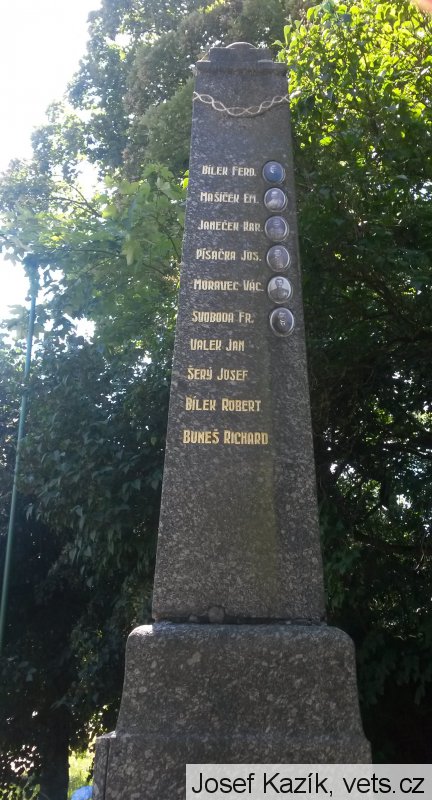 Bílek Ferd.
Mašíček Em.
Janeček Kar.
Písačka Jos.
Moravec Vác.
Svoboda Fr.
Valek Jan
Šerý Josef
Bílek Robert
Buneš Richard
Josef Kazík, vets.cz